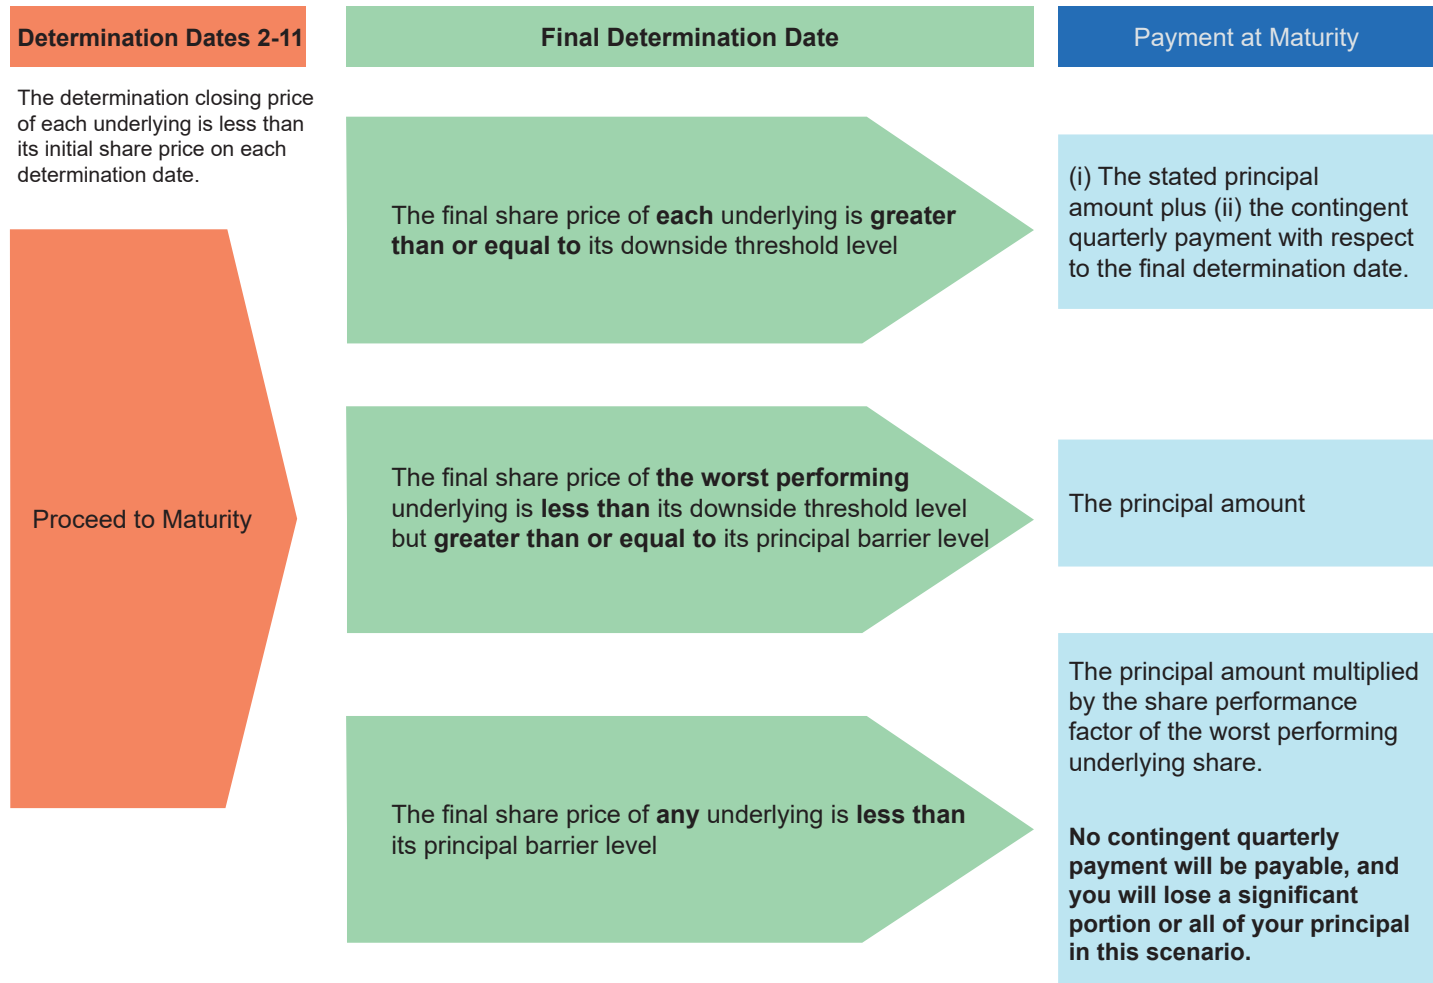 Determination Dates 2-11
The determination closing price
of each underlying is less than
its initial share price on each
determination date.
Proceed to Maturity
Final Determination Date
The final share price of each underlying is greater
than or equal to its downside threshold level
The final share price of the worst performing
underlying is less than its downside threshold level
but greater than or equal to its principal barrier level
The final share price of any underlying is less than
its principal barrier level
Payment at Maturity
(i) The stated principal
amount plus (ii) the contingent
quarterly payment with respect
to the final determination date.
The principal amount
The principal amount multiplied
by the share performance
factor of the worst performing
underlying share.
No contingent quarterly
payment will be payable, and
you will lose a significant
portion or all of your principal
in this scenario.